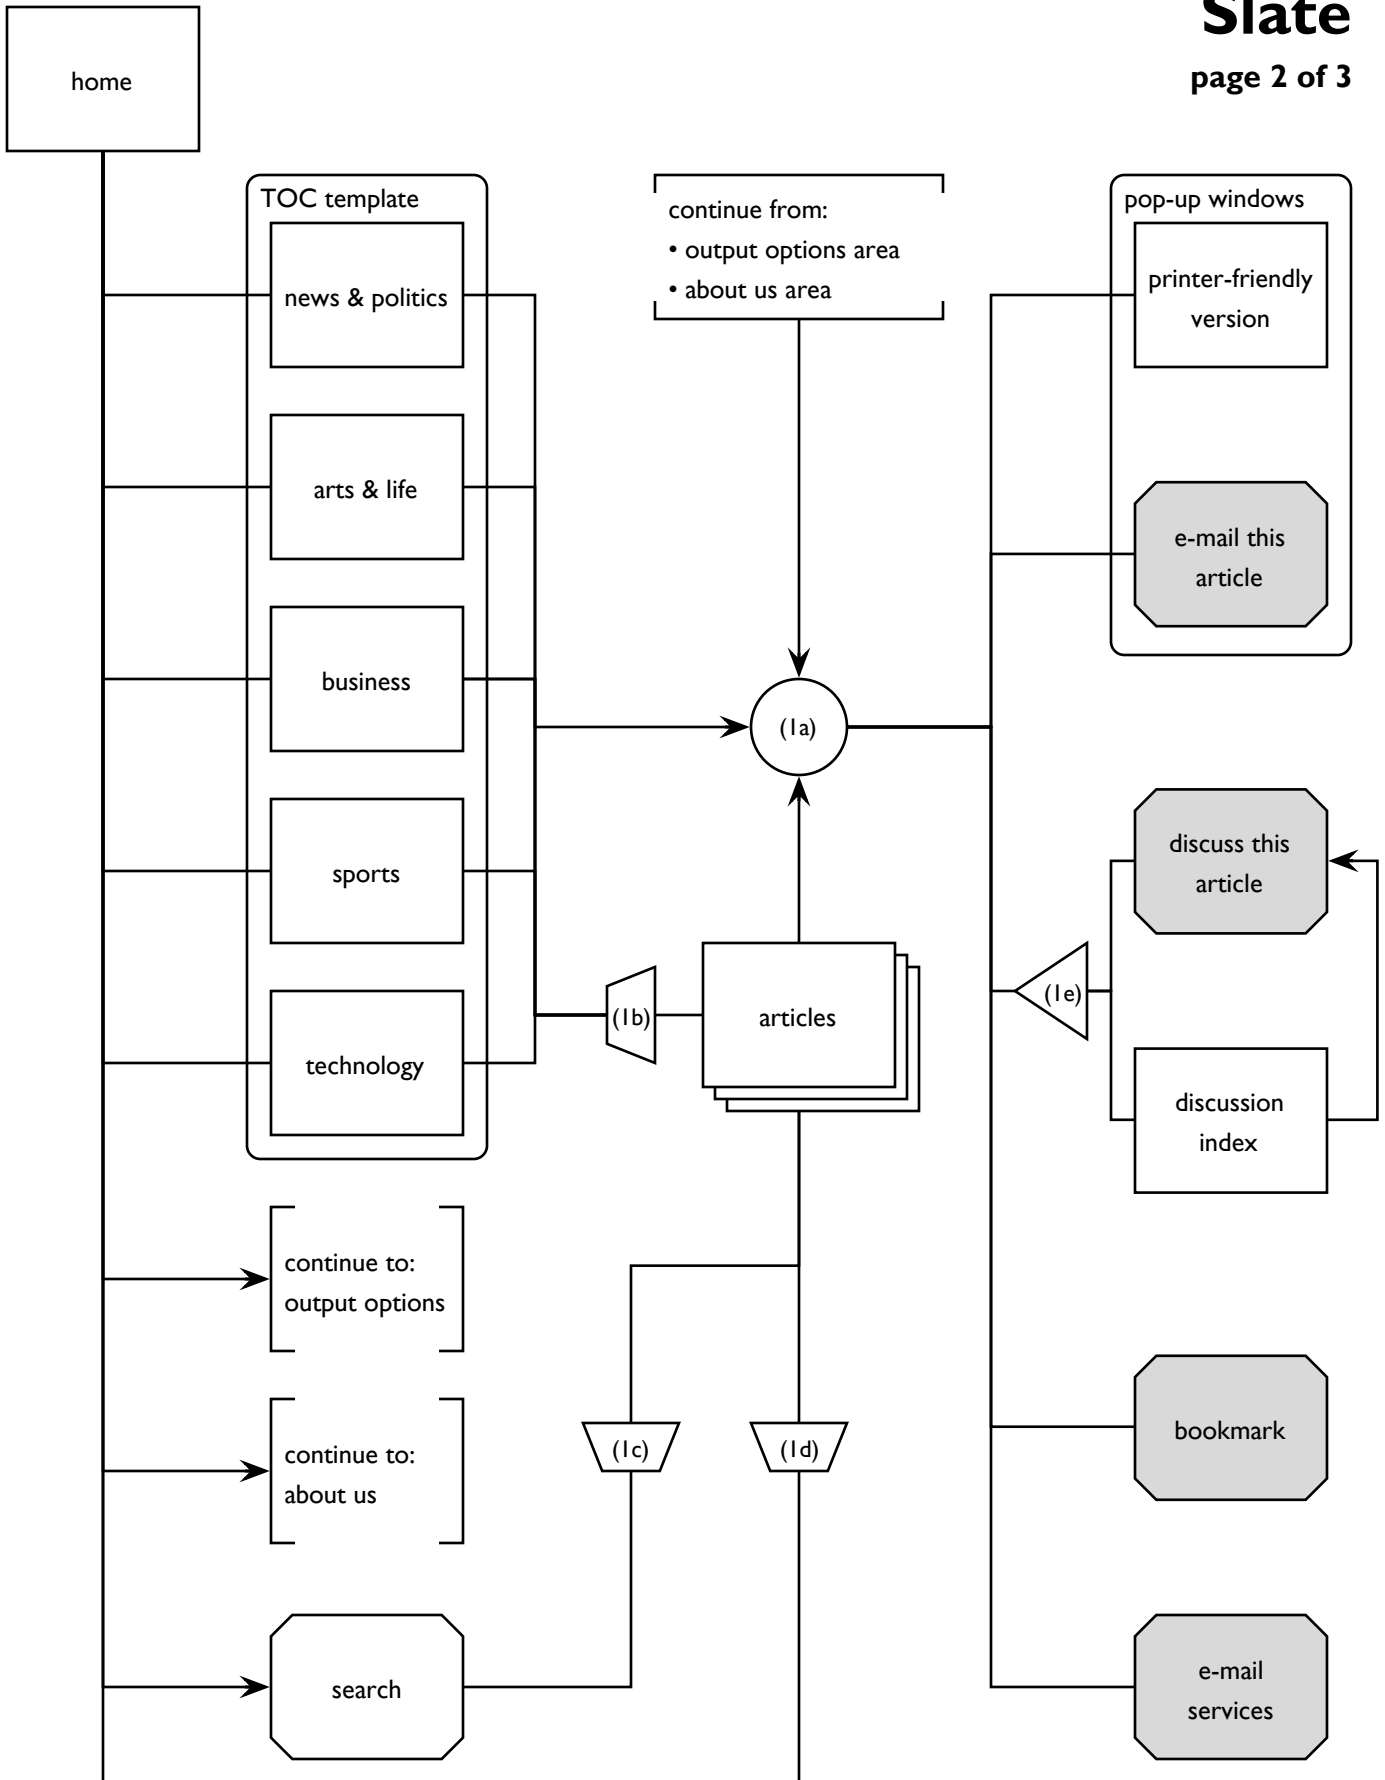 Slate
page 2 of 3
home
TOC template
news & politics
arts & life
business
sports
technology
continue from:
• output options area
• about us area
pop-up windows
printer-friendly
version
e-mail this
article
(1a)
discuss this
article
(1b)
articles
(1e)
discussion
index
continue to:
output options
continue to:
about us
(1c)
(1d)
bookmark
search
e-mail
services